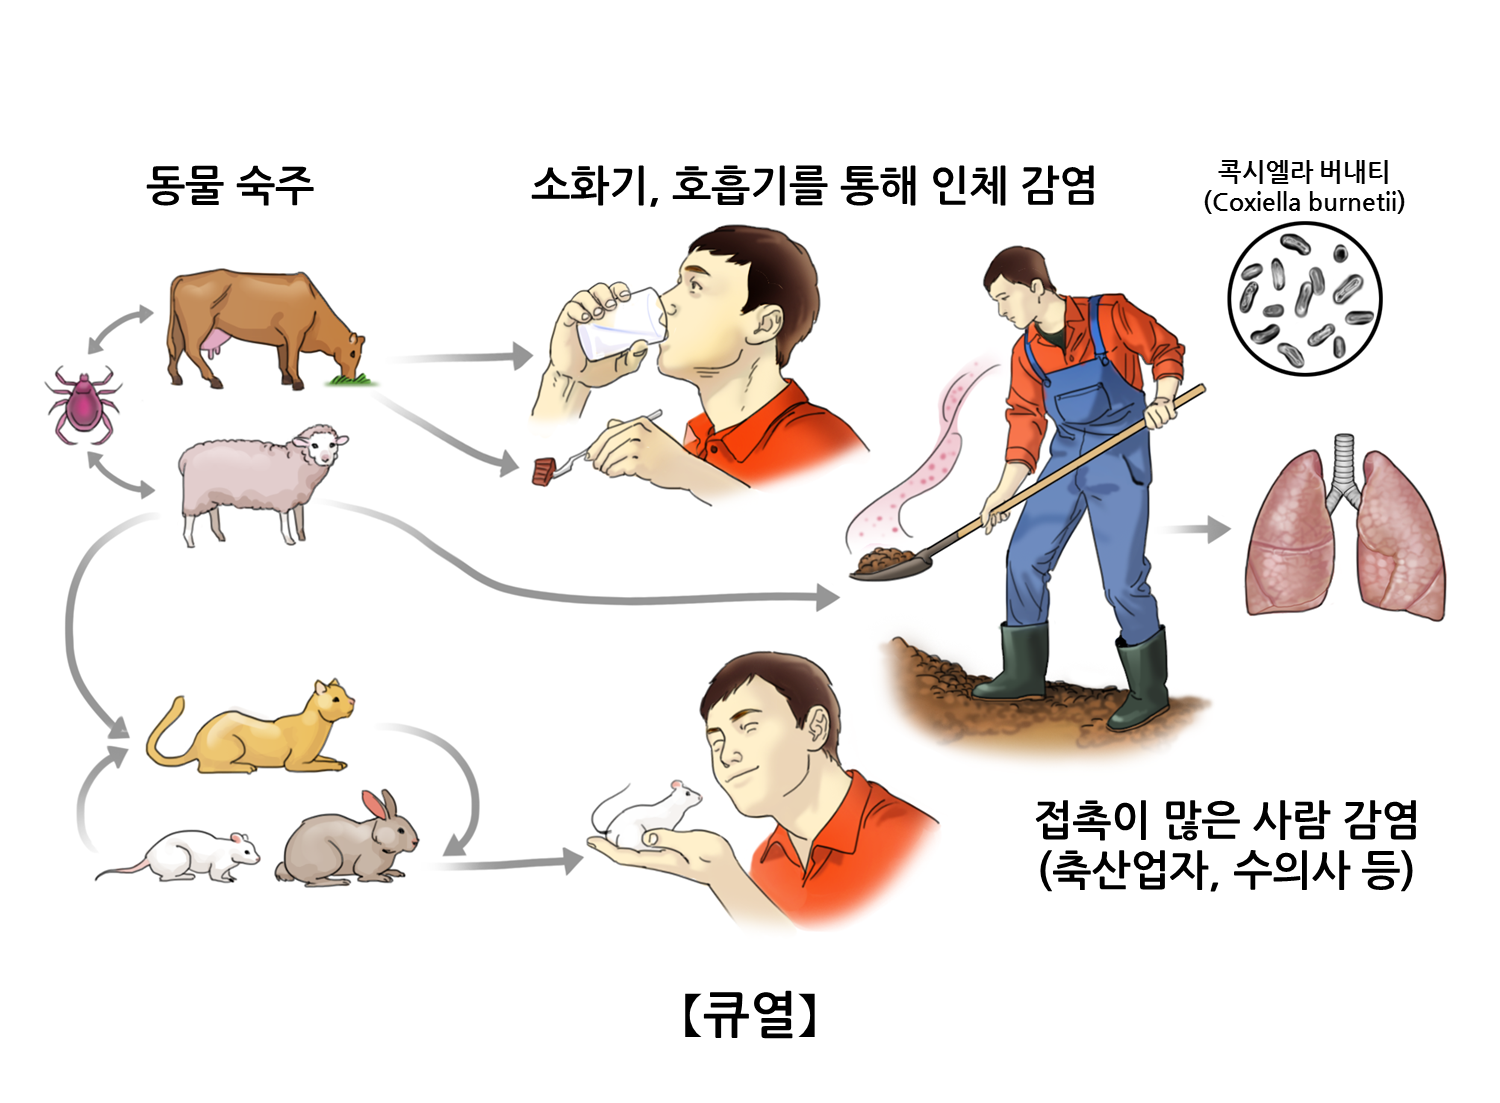 동물 숙주
소화기, 호흡기를 통해 인체 감염
콕시엘라 버내티
(Coxiella burnetii)
접촉이 많은 사람 감염
(축산업자, 수의사 등)
【큐열】